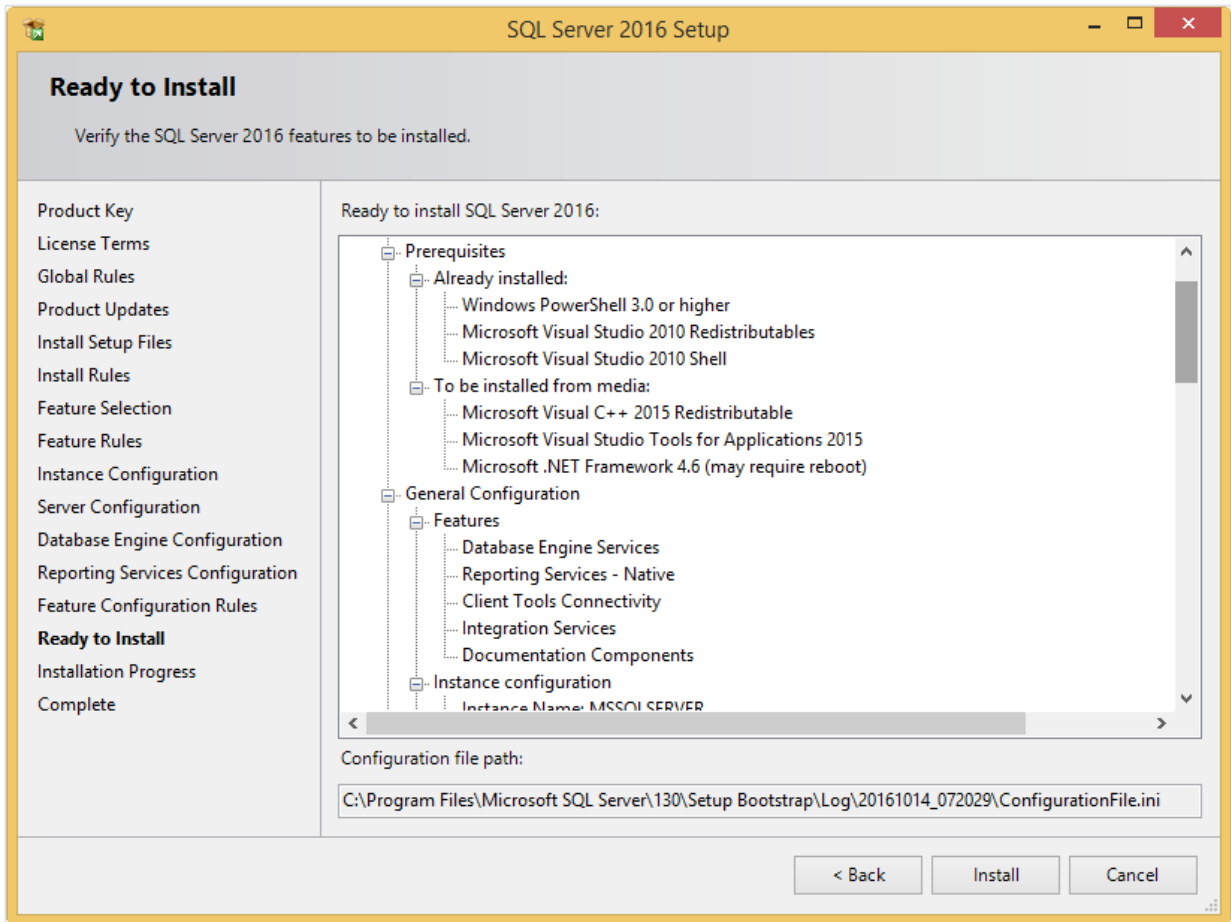 SQL Server 2016 Setup
Ready to Install
Verify the SQL Server 2016 features to be installed.
Product Key
License Terms
Global Rules
Product Updates
Install Setup Files
Install Rules
Feature Selection
Feature Rules
Instance Configuration
Server Configuration
Database Engine Configuration
Reporting Services Configuration
Feature Configuration Rules
Ready to Install
Installation Progress
Complete
Ready to install SQL Server 2016:
Prerequisites
Already installed:
Windows PowerShell 3.0 or higher
Microsoft Visual Studio 2010 Redistributables
Microsoft Visual Studio 2010 Shell
To be installed from media:
Microsoft Visual C++ 2015 Redistributable
Microsoft Visual Studio Tools for Applications 2015
Microsoft .NET Framework 4.6 (may require reboot)
General Configuration
Features
Database Engine Services
Reporting Services - Native
Client Tools Connectivity
Integration Services
Documentation Components
Instance configuration
Instance Name: MSSQLSERVER
Configuration file path:
C:\Program Files\Microsoft SQL Server\130\Setup Bootstrap\Log\20161014_072029\ConfigurationFile.ini
< Back
Install
Cancel